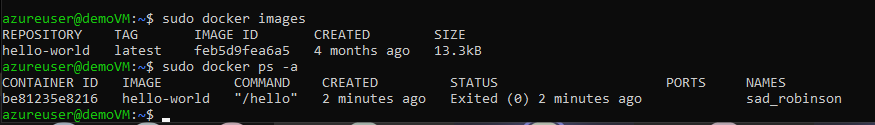 azureuser@demoVM:~$ sudo docker images
REPOSITORY TAG IMAGE ID CREATED SIZE
hello-world latest feb5d9fea6a5 4 months ago 13.3kB
azureuser@demoVM:~$ sudo docker ps -a
CONTAINER ID IMAGE COMMAND CREATED STATUS PORTS NAMES
be81235e8216 hello-world "/hello" 2 minutes ago Exited (0) 2 minutes ago sad_robinson
azureuser@demoVM:~$